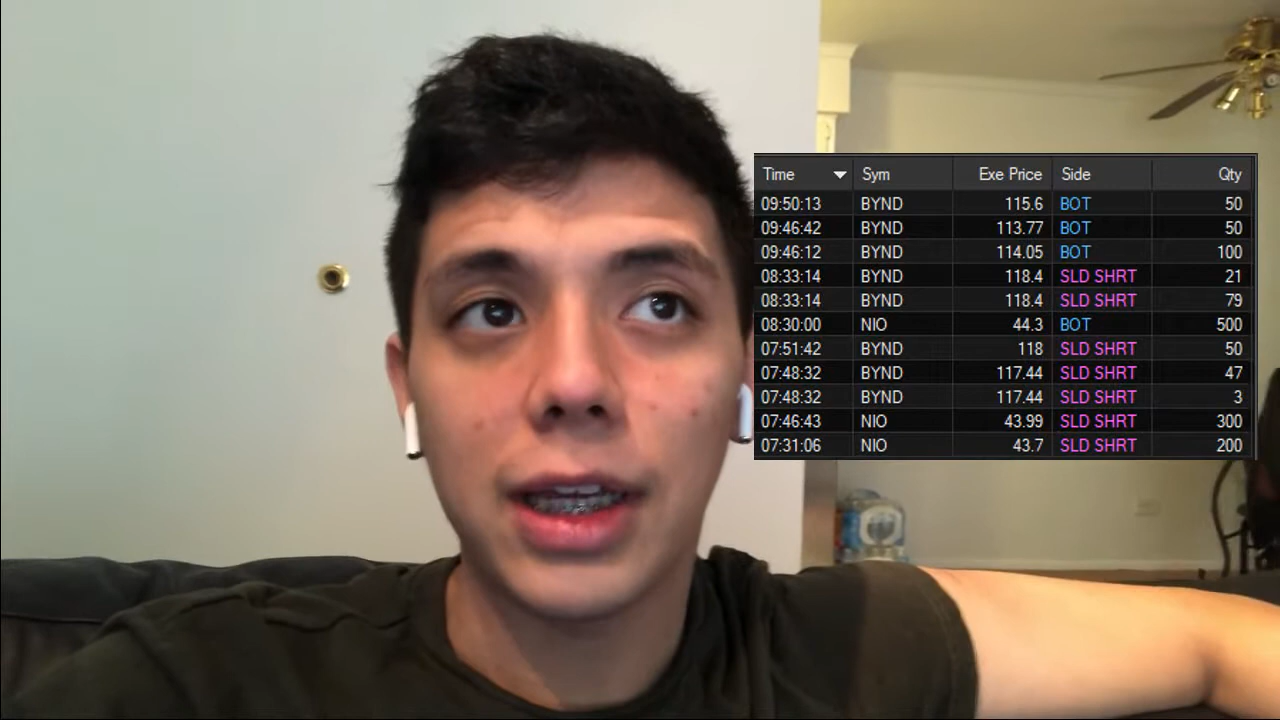 Time Sym Exe Price Side Qty
09:50:13 BYND 115.6 BOT 50
09:46:42 BYND 113.77 BOT 50
09:46:12 BYND 114.05 BOT 100
08:33:14 BYND 118.4 SLD SHRT 21
08:33:14 BYND 118.4 SLD SHRT 79
08:30:00 NIO 44.3 BOT 500
07:51:42 BYND 118 SLD SHRT 50
07:48:32 BYND 117.44 SLD SHRT 47
07:48:32 BYND 117.44 SLD SHRT 3
07:46:43 NIO 43.99 SLD SHRT 300
07:31:06 NIO 43.7 SLD SHRT 200